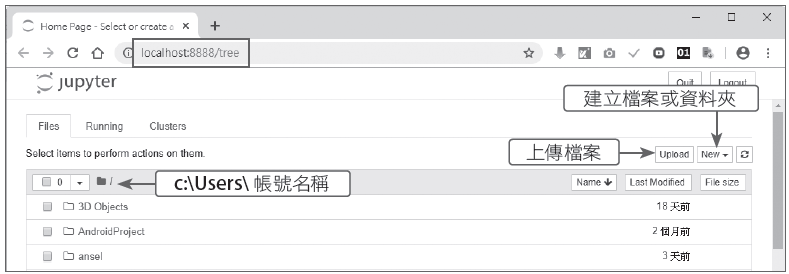 Home Page - Select or create a
localhost:8888/tree
01
jupyter
Quit
Logout
建立檔案或資料夾
Files
Running
Clusters
Select items to perform actions on them.
上傳檔案
Upload
New
0
/
c:\Users\ 帳號名稱
Name
Last Modified
File size
3D Objects
18 天前
AndroidProject
2 個月前
ansel
3 天前